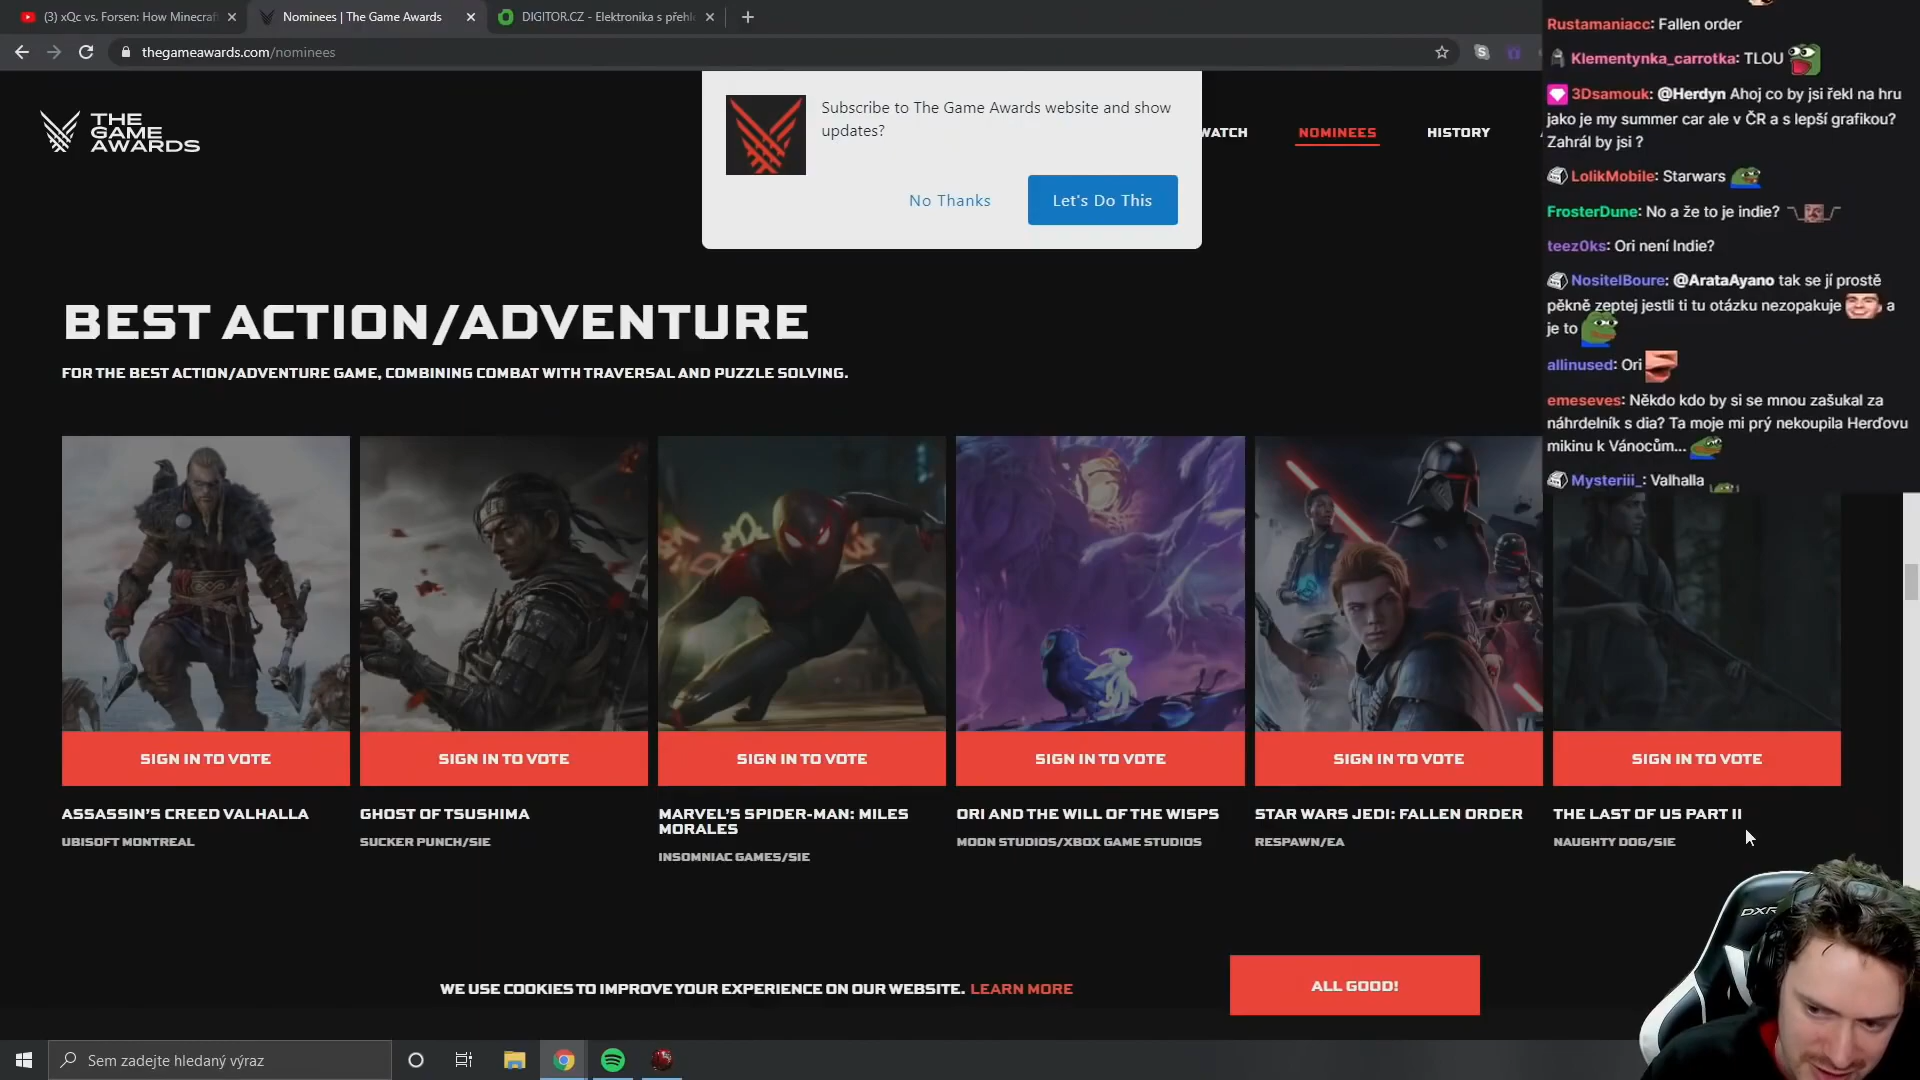 (3) xQc vs. Forsen: How Minecraf
Nominees | The Game Awards
DIGITOR.CZ - Elektronika s přehl
thegameawards.com/nominees
THE
GAME
AWARDS
Subscribe to The Game Awards website and show
updates?
No Thanks
Let's Do This
WATCH
NOMINEES
HISTORY
BEST ACTION/ADVENTURE
FOR THE BEST ACTION/ADVENTURE GAME, COMBINING COMBAT WITH TRAVERSAL AND PUZZLE SOLVING.
SIGN IN TO VOTE
SIGN IN TO VOTE
SIGN IN TO VOTE
SIGN IN TO VOTE
SIGN IN TO VOTE
SIGN IN TO VOTE
ASSASSIN'S CREED VALHALLA
UBISOFT MONTREAL
GHOST OF TSUSHIMA
SUCKER PUNCH/SIE
MARVEL'S SPIDER-MAN: MILES
MORALES
INSOMNIAC GAMES/SIE
ORI AND THE WILL OF THE WISPS
MOON STUDIOS/XBOX GAME STUDIOS
STAR WARS JEDI: FALLEN ORDER
RESPAWN/EA
THE LAST OF US PART II
NAUGHTY DOG/SIE
WE USE COOKIES TO IMPROVE YOUR EXPERIENCE ON OUR WEBSITE. LEARN MORE
ALL GOOD!
Sem zadejte hledaný výraz
Rustamaniacc: Fallen order
Klementynka_carrotka: TLOU
3Dsamouk: @Herdyn Ahoj co by jsi řekl na hru
jako je my summer car ale v ČR a s lepší grafikou?
Zahrál by jsi ?
LolikMobile: Starwars
FrosterDune: No a že to je indie?
teez0ks: Ori není Indie?
NositelBoure: @ArataAyano tak se jí prostě
pěkně zeptej jestli ti tu otázku nezopakuje a
je to
allinused: Ori
emeseves: Někdo kdo by si se mnou zašukal za
náhrdelník s dia? Ta moje mi prý nekoupila Herďovu
mikinu k Vánocům...
Mysteriii_: Valhalla